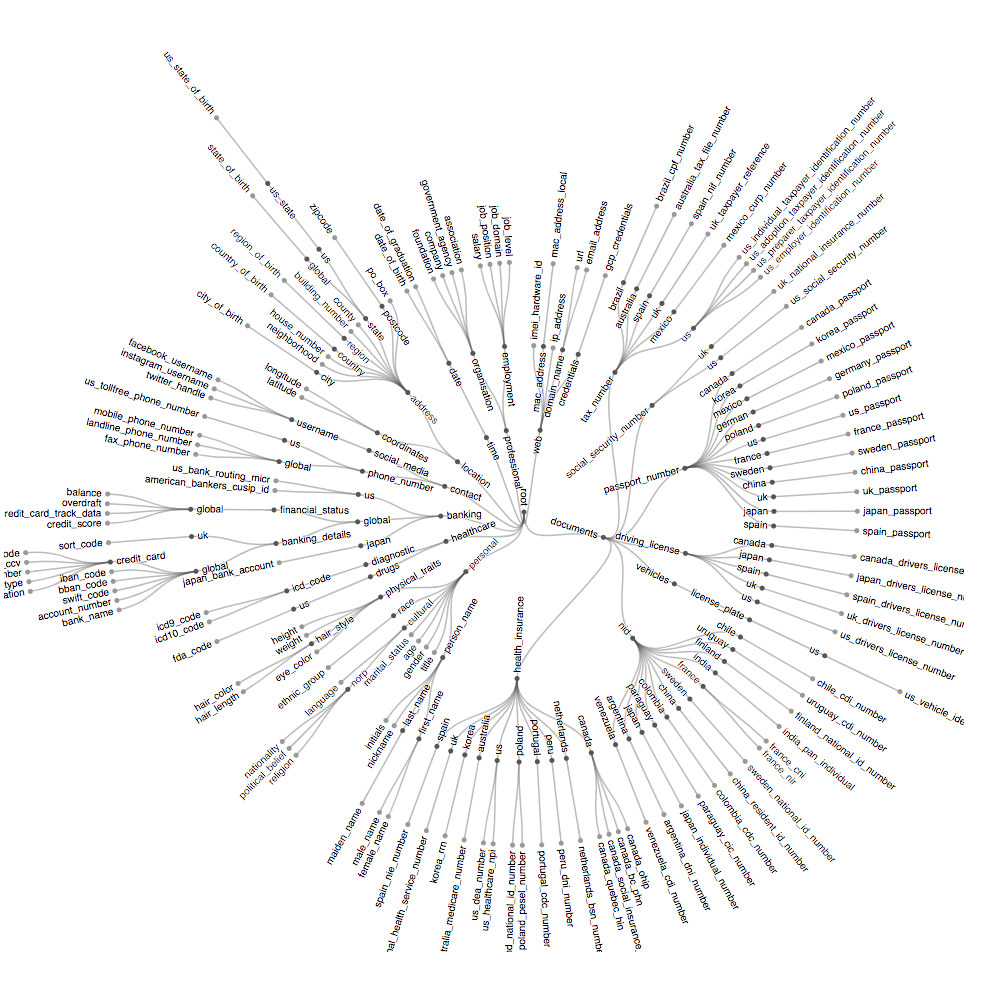 root
web
mac_address
imei_hardware_id
mac_address_local
domain_name
ip_address
url
email_address
credentials
gcp_credentials
documents
tax_number
brazil
brazil_cpf_number
australia
australia_tax_file_number
spain
spain_nif_number
uk
uk_taxpayer_reference
mexico
mexico_curp_number
us
us_individual_taxpayer_identification_number
us_adoption_taxpayer_identification_number
us_preparer_taxpayer_identification_number
us_employer_identification_number
social_security_number
uk
uk_national_insurance_number
us
us_social_security_number
passport_number
canada
canada_passport
korea
korea_passport
mexico
mexico_passport
german
germany_passport
poland
poland_passport
us
us_passport
france
france_passport
sweden
sweden_passport
china
china_passport
uk
uk_passport
japan
japan_passport
spain
spain_passport
driving_license
canada
canada_drivers_license
japan
japan_drivers_license_n
spain
spain_drivers_license_nu
uk
uk_drivers_license_number
us
us_drivers_license_number
vehicles
license_plate
us
us_vehicle_ide
nid
chile
chile_cdi_number
uruguay
uruguay_cdi_number
finland
finland_national_id_number
india
india_pan_individual
france
france_cni
france_nir
sweden
sweden_national_id_number
china
china_resident_id_number
colombia
colombia_cdc_number
paraguay
paraguay_cic_number
japan
japan_individual_number
argentina
argentina_dni_number
venezuela
venezuela_cdi_number
health_insurance
canada
canada_ohip
canada_bc_phn
canada_social_insurance
canada_quebec_hin
netherlands
netherlands_bsn_numbe
peru
peru_dni_number
portugal
portugal_cdc_number
poland
poland_pesel_number
d_national_id_number
us
us_healthcare_npi
us_dea_number
australia
tralia_medicare_number
korea
korea_rrn
uk
nal_health_service_number
spain
spain_nie_number
personal
person_name
first_name
female_name
male_name
last_name
maiden_name
nickname
initials
title
gender
age
marital_status
cultural
norp
religion
political_belief
nationality
language
race
ethnic_group
physical_traits
eye_color
hair_style
hair_length
hair_color
weight
height
healthcare
drugs
us
fda_code
diagnostic
icd_code
icd10_code
icd9_code
banking
japan
japan_bank_account
global
banking_details
global
bank_name
account_number
swift_code
bban_code
iban_code
credit_card
ation
type
mber
ccv
ode
uk
sort_code
financial_status
global
credit_score
redit_card_track_data
overdraft
balance
us
american_bankers_cusip_id
us_bank_routing_micr
contact
phone_number
global
fax_phone_number
landline_phone_number
mobile_phone_number
us
us_tollfree_phone_number
social_media
username
twitter_handle
instagram_username
facebook_username
location
coordinates
latitude
longitude
address
city
city_of_birth
neighborhood
house_number
country
country_of_birth
region
region_of_birth
building_number
state
county
global
state_of_birth
us
us_state
us_state_of_birth
postcode
po_box
zipcode
time
date
date_of_birth
date_of_graduation
professional
organisation
foundation
company
government_agency
association
employment
salary
job_position
job_domain
job_level